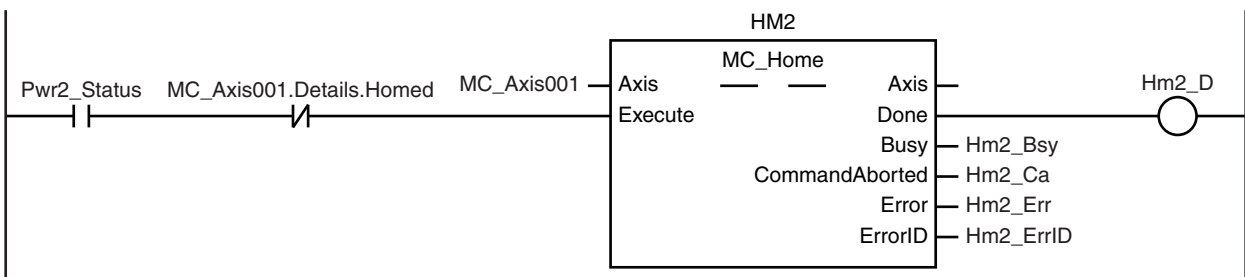 HM2
MC_Home
Pwr2_Status MC_Axis001.Details.Homed MC_Axis001 Axis Axis Hm2_D
Execute Done
Busy Hm2_Bsy
CommandAborted Hm2_Ca
Error Hm2_Err
ErrorID Hm2_ErrID